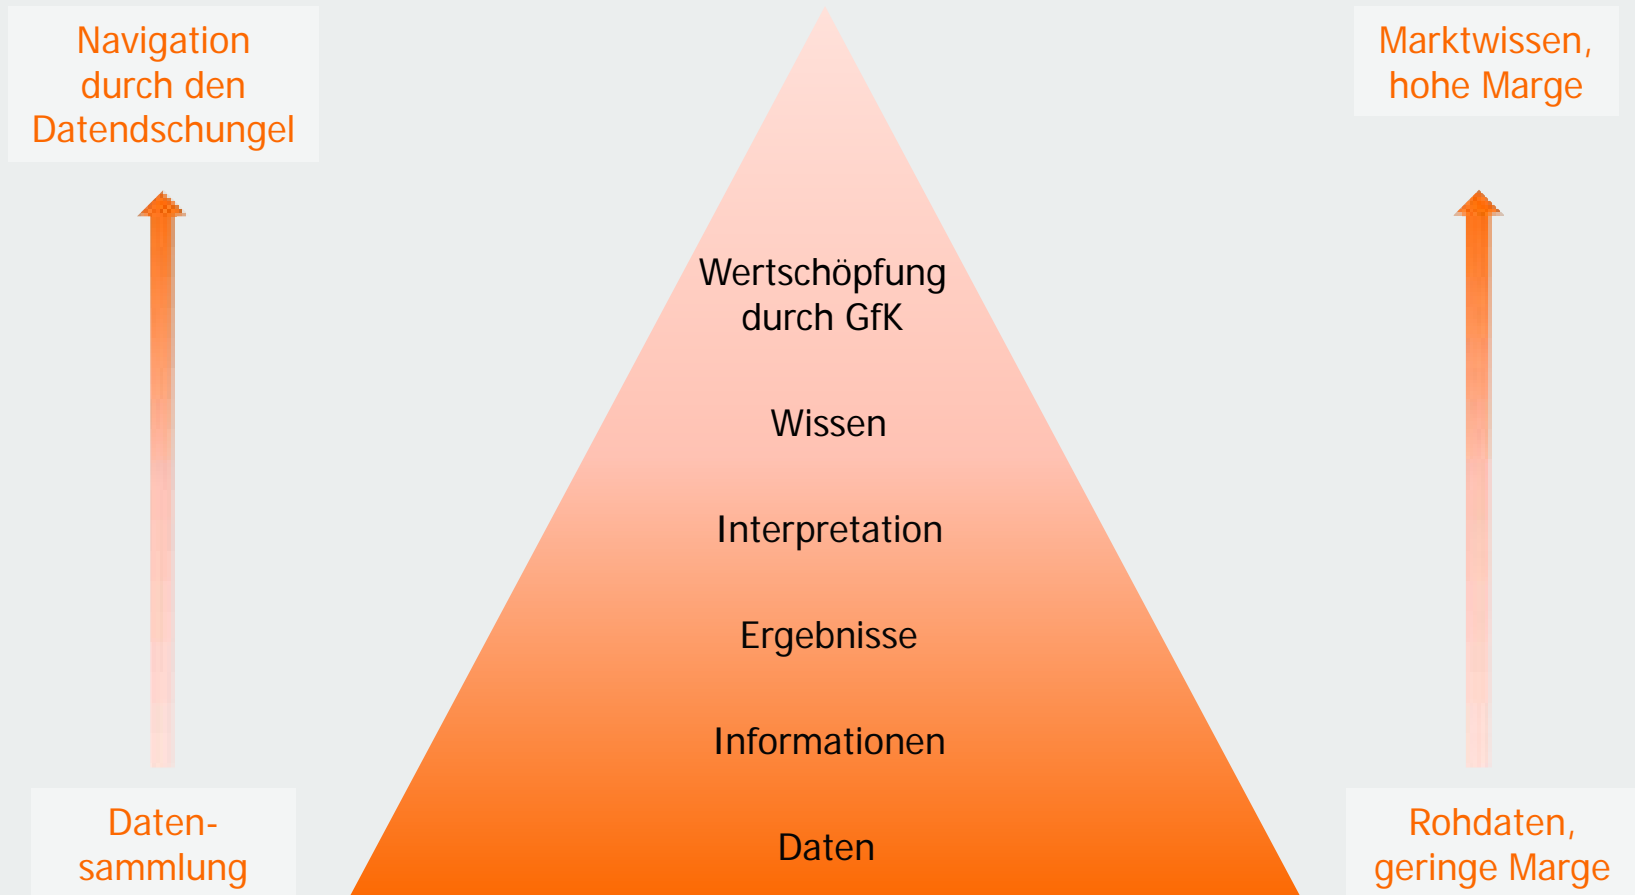 Navigation
durch den
Datendschungel
Marktwissen,
hohe Marge
Wertschöpfung
durch GfK
Wissen
Interpretation
Ergebnisse
Informationen
Daten
Daten-
sammlung
Rohdaten,
geringe Marge